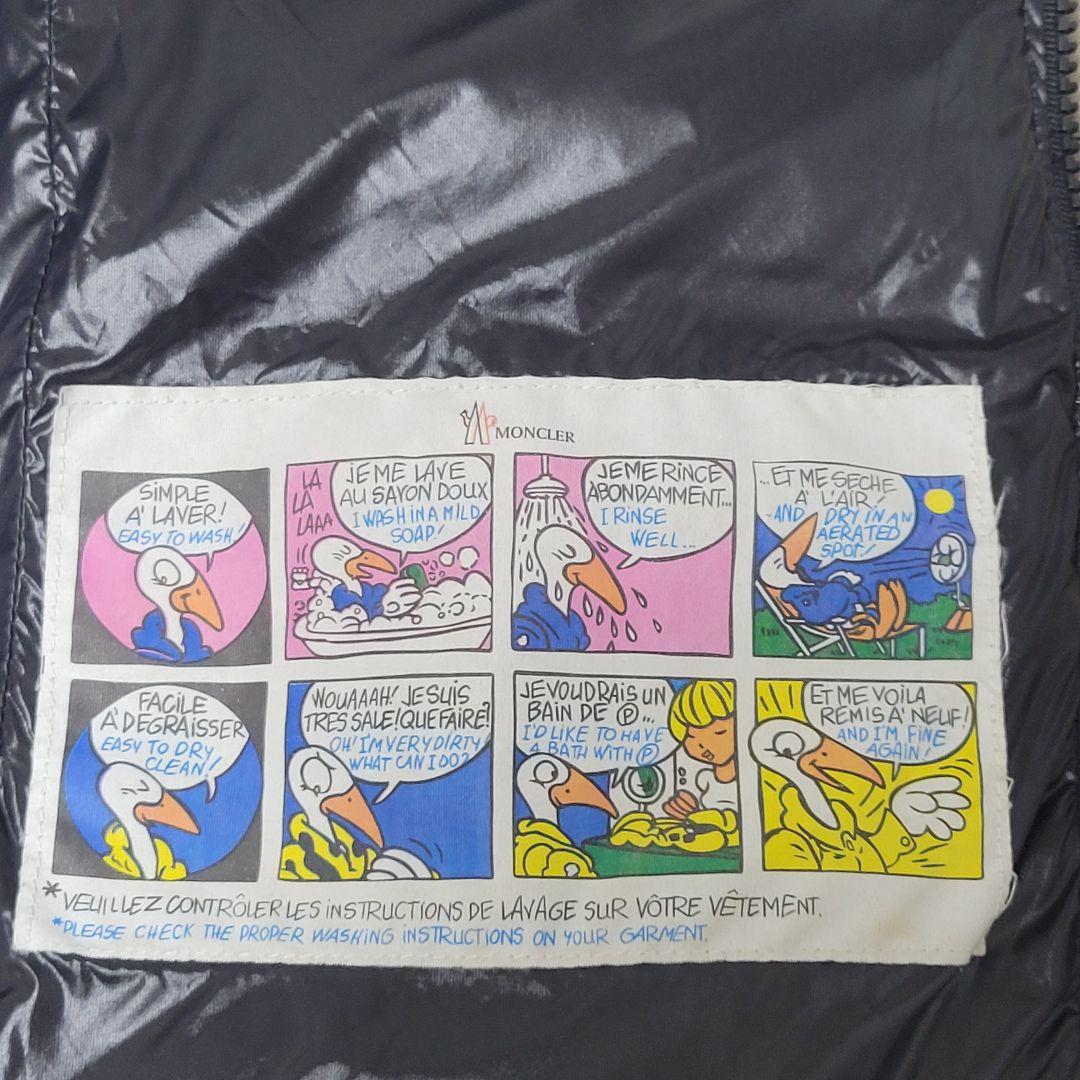 MONCLER
SIMPLE
A' LAVER!
EASY TO WASH!
LA
LA
LAAA
JE ME LAVE
AU SAVON DOUX
I WASH IN A MILD
SOAP!
JE ME RINCE
ABONDAMMENT...
I RINSE
WELL...
...ET ME SECHE
A' L'AIR!
...AND DRY IN AN
AERATED
SPOT!
FACILE
A' DEGRAISSER
EASY TO DRY
CLEAN!
WOUAAAH! JE SUIS
TRES SALE! QUE FAIRE?
OH! I'M VERY DIRTY
WHAT CAN I DO?
JE VOUDRAIS UN
BAIN DE Ⓟ...
I'D LIKE TO HAVE
A BATH WITH Ⓟ
ET ME VOILA
REMIS A' NEUF!
AND I'M FINE
AGAIN!
*VEUILLEZ CONTRÔLER LES INSTRUCTIONS DE LAVAGE SUR VÔTRE VÊTEMENT.
*PLEASE CHECK THE PROPER WASHING INSTRUCTIONS ON YOUR GARMENT.